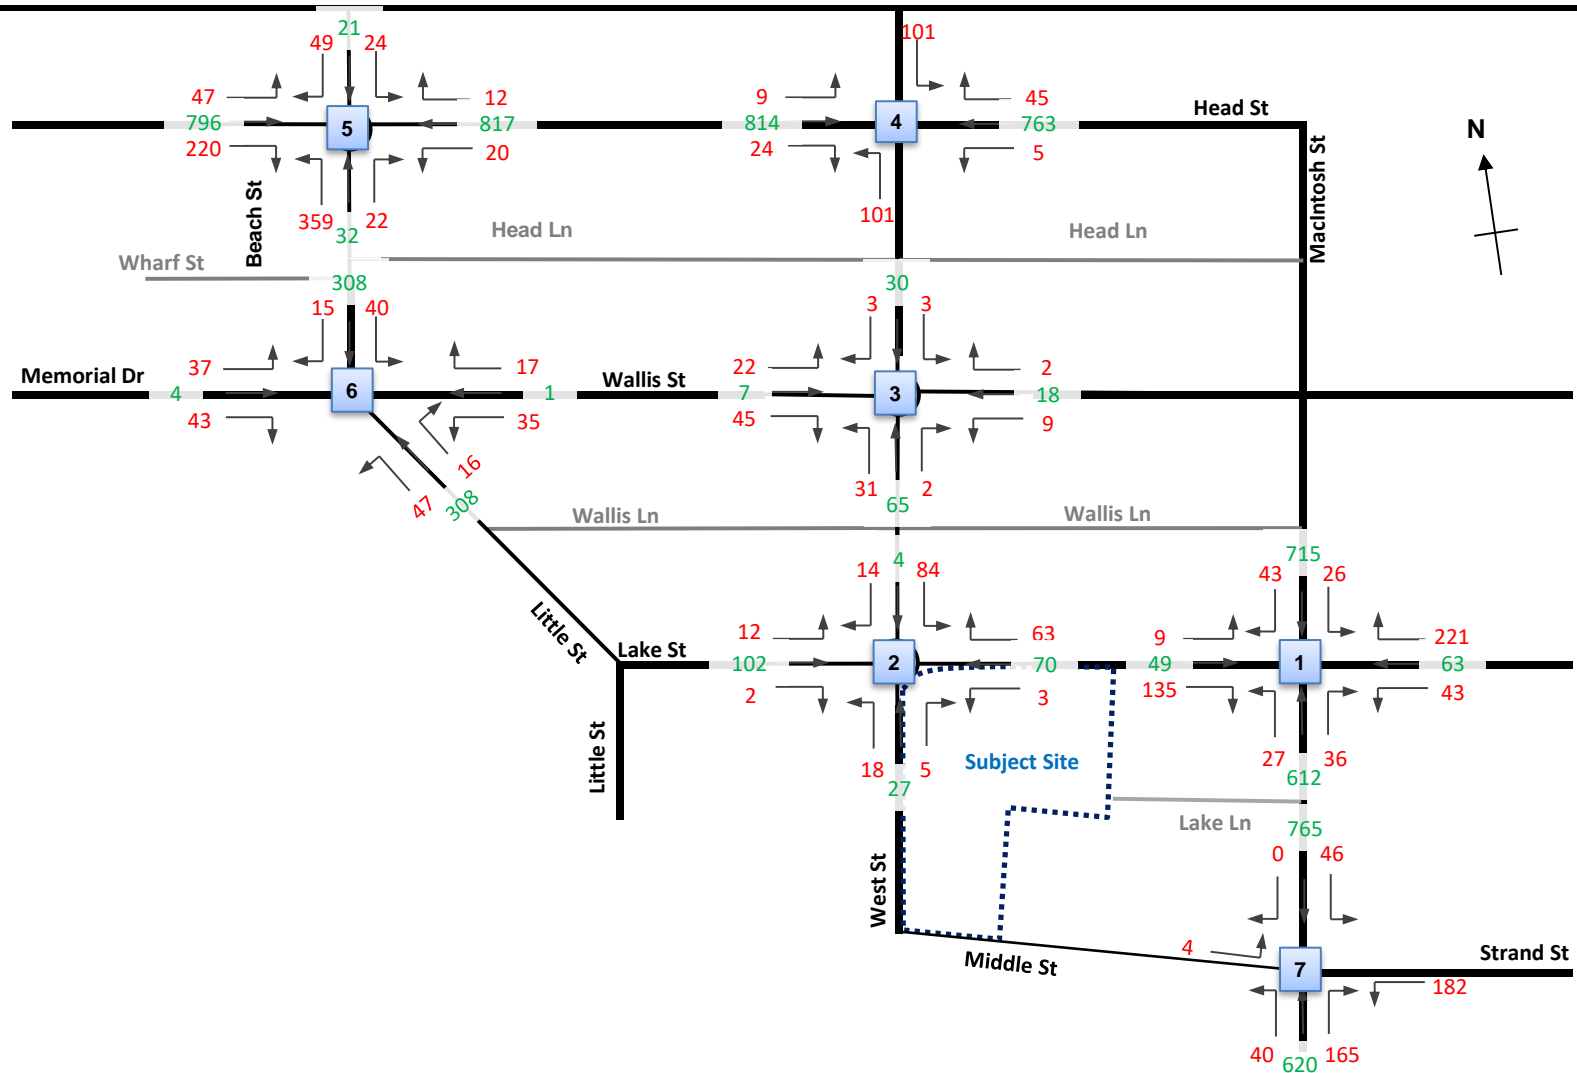 21
49 24
101
47 12
9 45
796 5 817
814 4 763
Head St
220 20
24 5
N
359 22
32
101
Beach St
Head Ln
Head Ln
MacIntosh St
Wharf St
308
15 40
30
3 3
Memorial Dr
37 17
22 2
4 6 1
Wallis St
7 3 18
43 35
45 9
16
47
308
31 2
65
Wallis Ln
Wallis Ln
4
14 84
715
43 26
Little St
Lake St
12 63
9 221
102 2 70
49 1 63
2 3
135 43
18 5
27
Subject Site
27 36
612
Little St
Lake Ln
765
0 46
West St
Middle St
4
7
Strand St
182
40 165
620